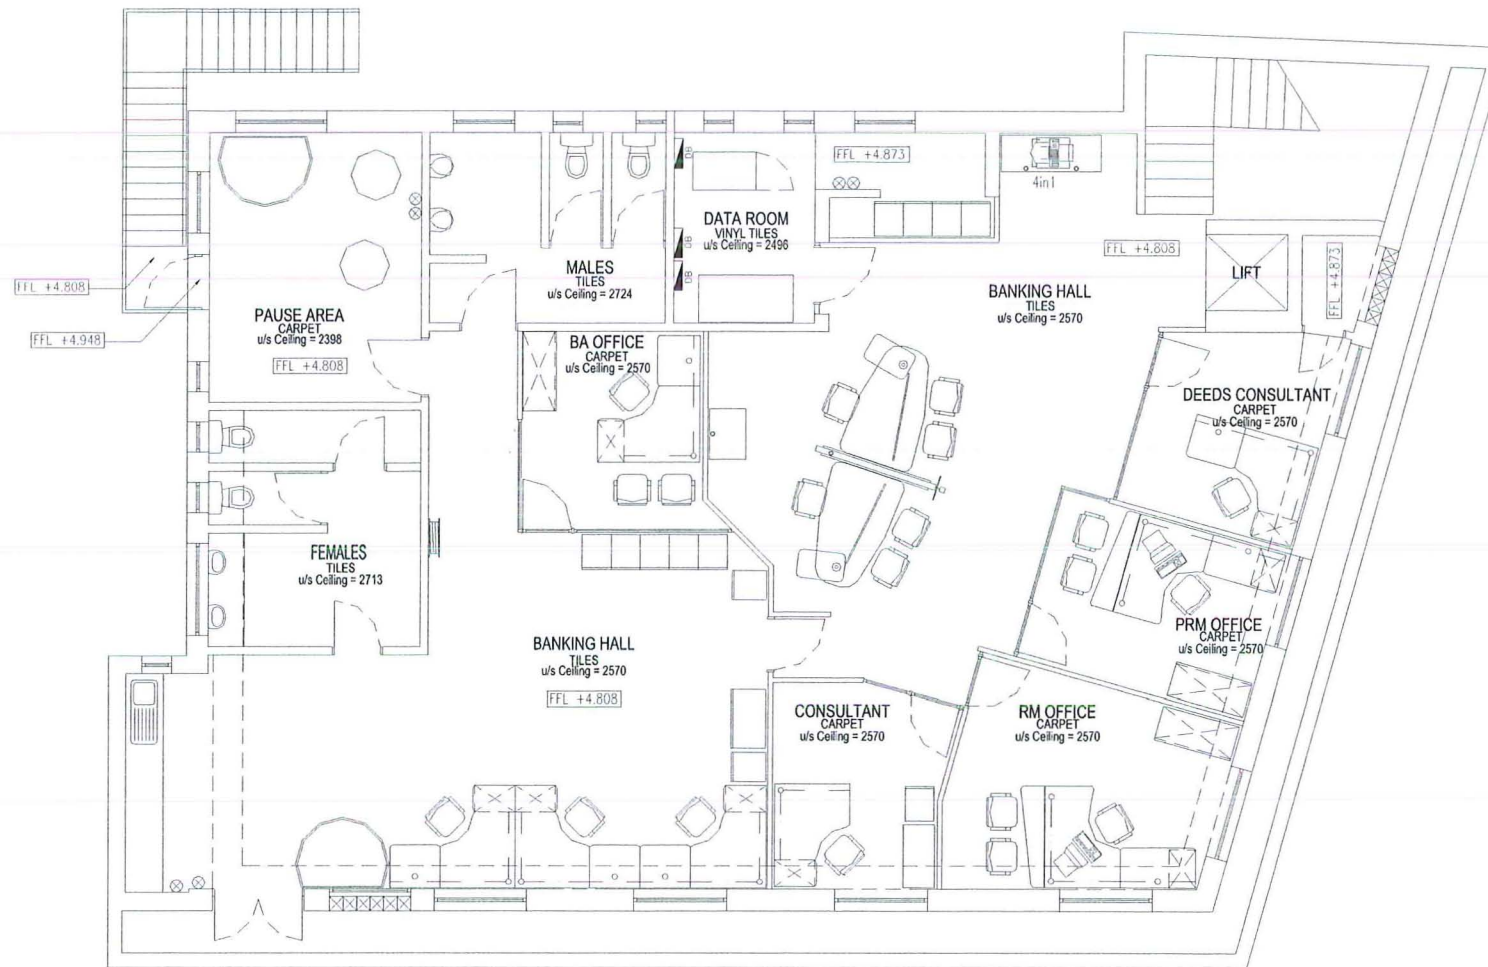 FFL +4.873
4in1
DB
DATA ROOM
VINYL TILES
u/s Ceiling = 2496
DB
DB
FFL +4.808
BANKING HALL
TILES
u/s Ceiling = 2570
LIFT
FFL +4.873
MALES
TILES
u/s Ceiling = 2724
FFL +4.808
FFL +4.948
PAUSE AREA
CARPET
u/s Ceiling = 2398
FFL +4.808
BA OFFICE
CARPET
u/s Ceiling = 2570
DEEDS CONSULTANT
CARPET
u/s Ceiling = 2570
FEMALES
TILES
u/s Ceiling = 2713
PRM OFFICE
CARPET
u/s Ceiling = 2570
BANKING HALL
TILES
u/s Ceiling = 2570
FFL +4.808
CONSULTANT
CARPET
u/s Ceiling = 2570
RM OFFICE
CARPET
u/s Ceiling = 2570